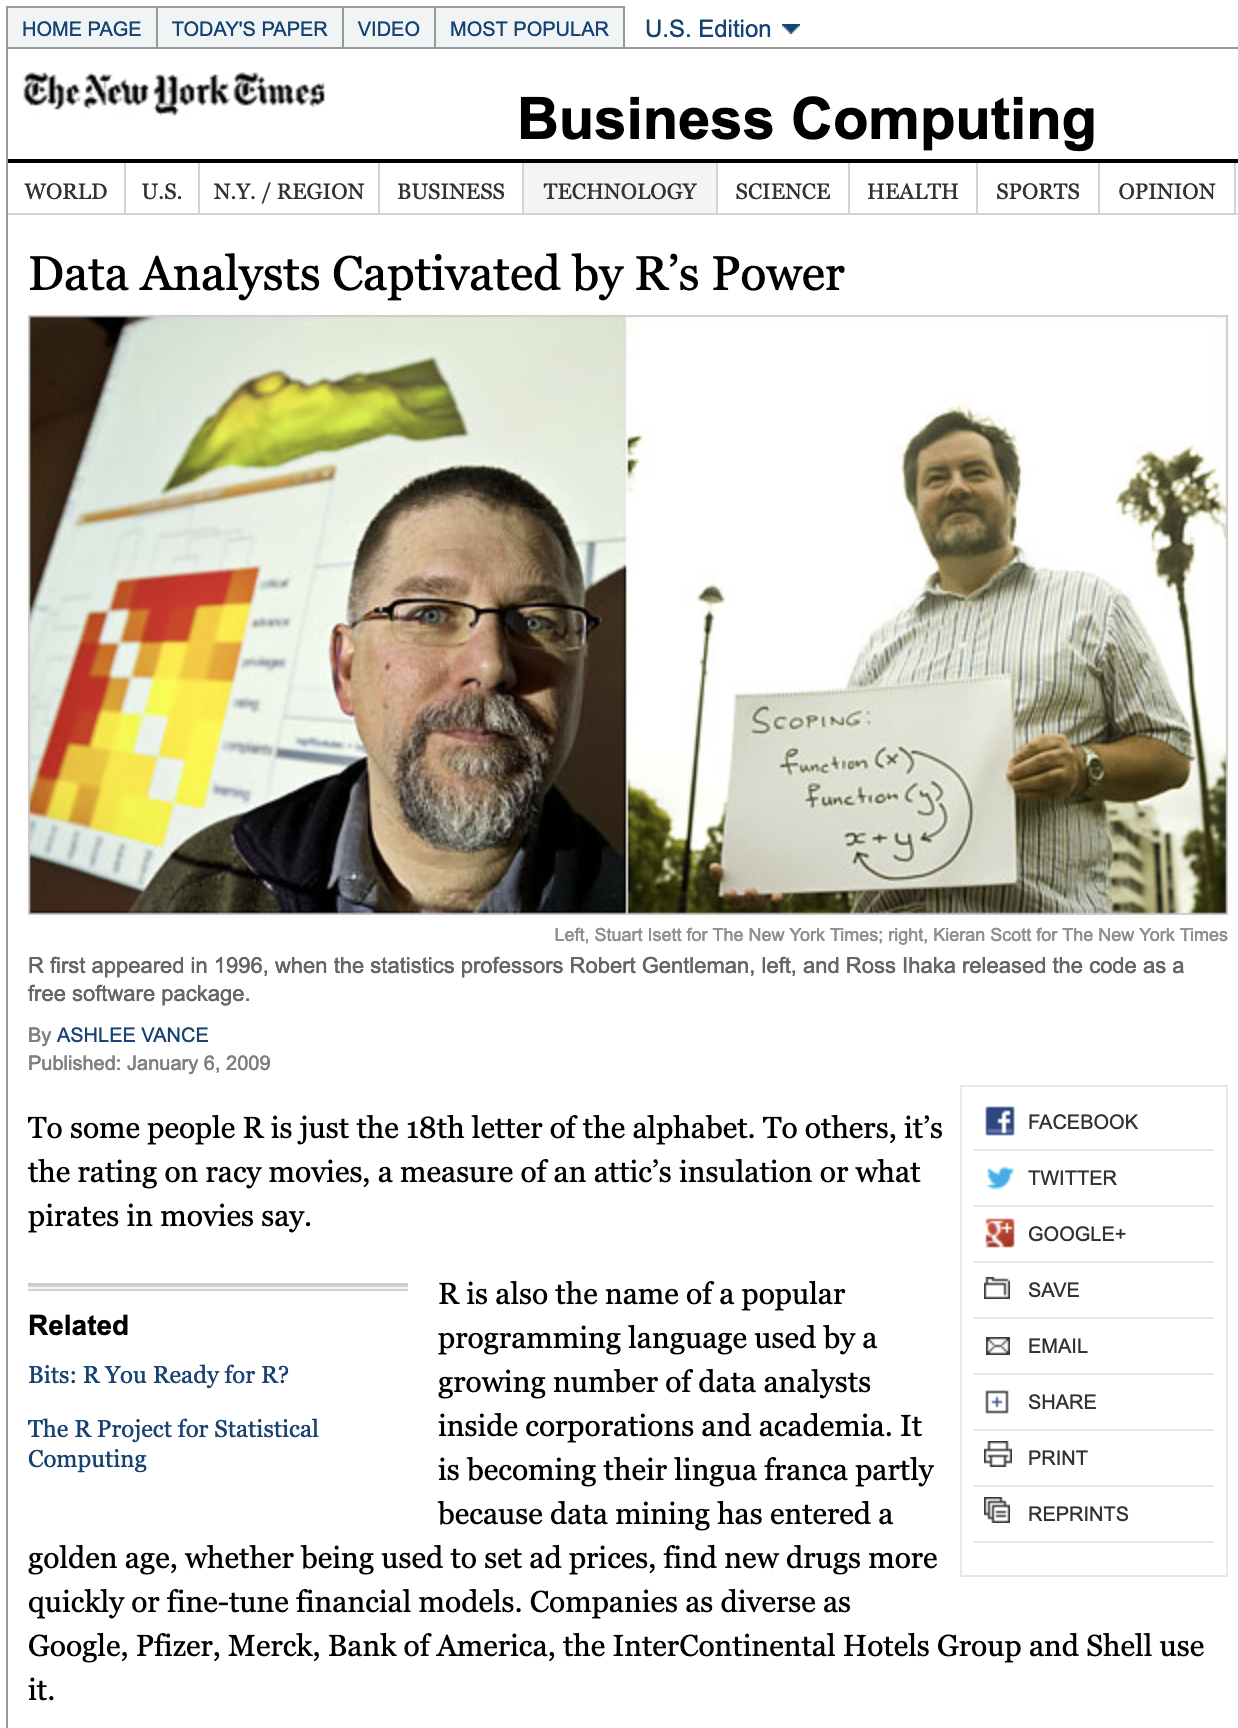 HOME PAGE
TODAY'S PAPER
VIDEO
MOST POPULAR
U.S. Edition
The New York Times
Business Computing
WORLD
U.S.
N.Y. / REGION
BUSINESS
TECHNOLOGY
SCIENCE
HEALTH
SPORTS
OPINION
Data Analysts Captivated by R’s Power
critical
advance
privileges
rating
complaints
learning
SCOPING:
function (x)
function (y)
x + y
Left, Stuart Isett for The New York Times; right, Kieran Scott for The New York Times
R first appeared in 1996, when the statistics professors Robert Gentleman, left, and Ross Ihaka released the code as a
free software package.
By ASHLEE VANCE
Published: January 6, 2009
To some people R is just the 18th letter of the alphabet. To others, it’s
the rating on racy movies, a measure of an attic’s insulation or what
pirates in movies say.
FACEBOOK
TWITTER
GOOGLE+
SAVE
EMAIL
SHARE
PRINT
REPRINTS
Related
Bits: R You Ready for R?
The R Project for Statistical
Computing
R is also the name of a popular
programming language used by a
growing number of data analysts
inside corporations and academia. It
is becoming their lingua franca partly
because data mining has entered a
golden age, whether being used to set ad prices, find new drugs more
quickly or fine-tune financial models. Companies as diverse as
Google, Pfizer, Merck, Bank of America, the InterContinental Hotels Group and Shell use
it.